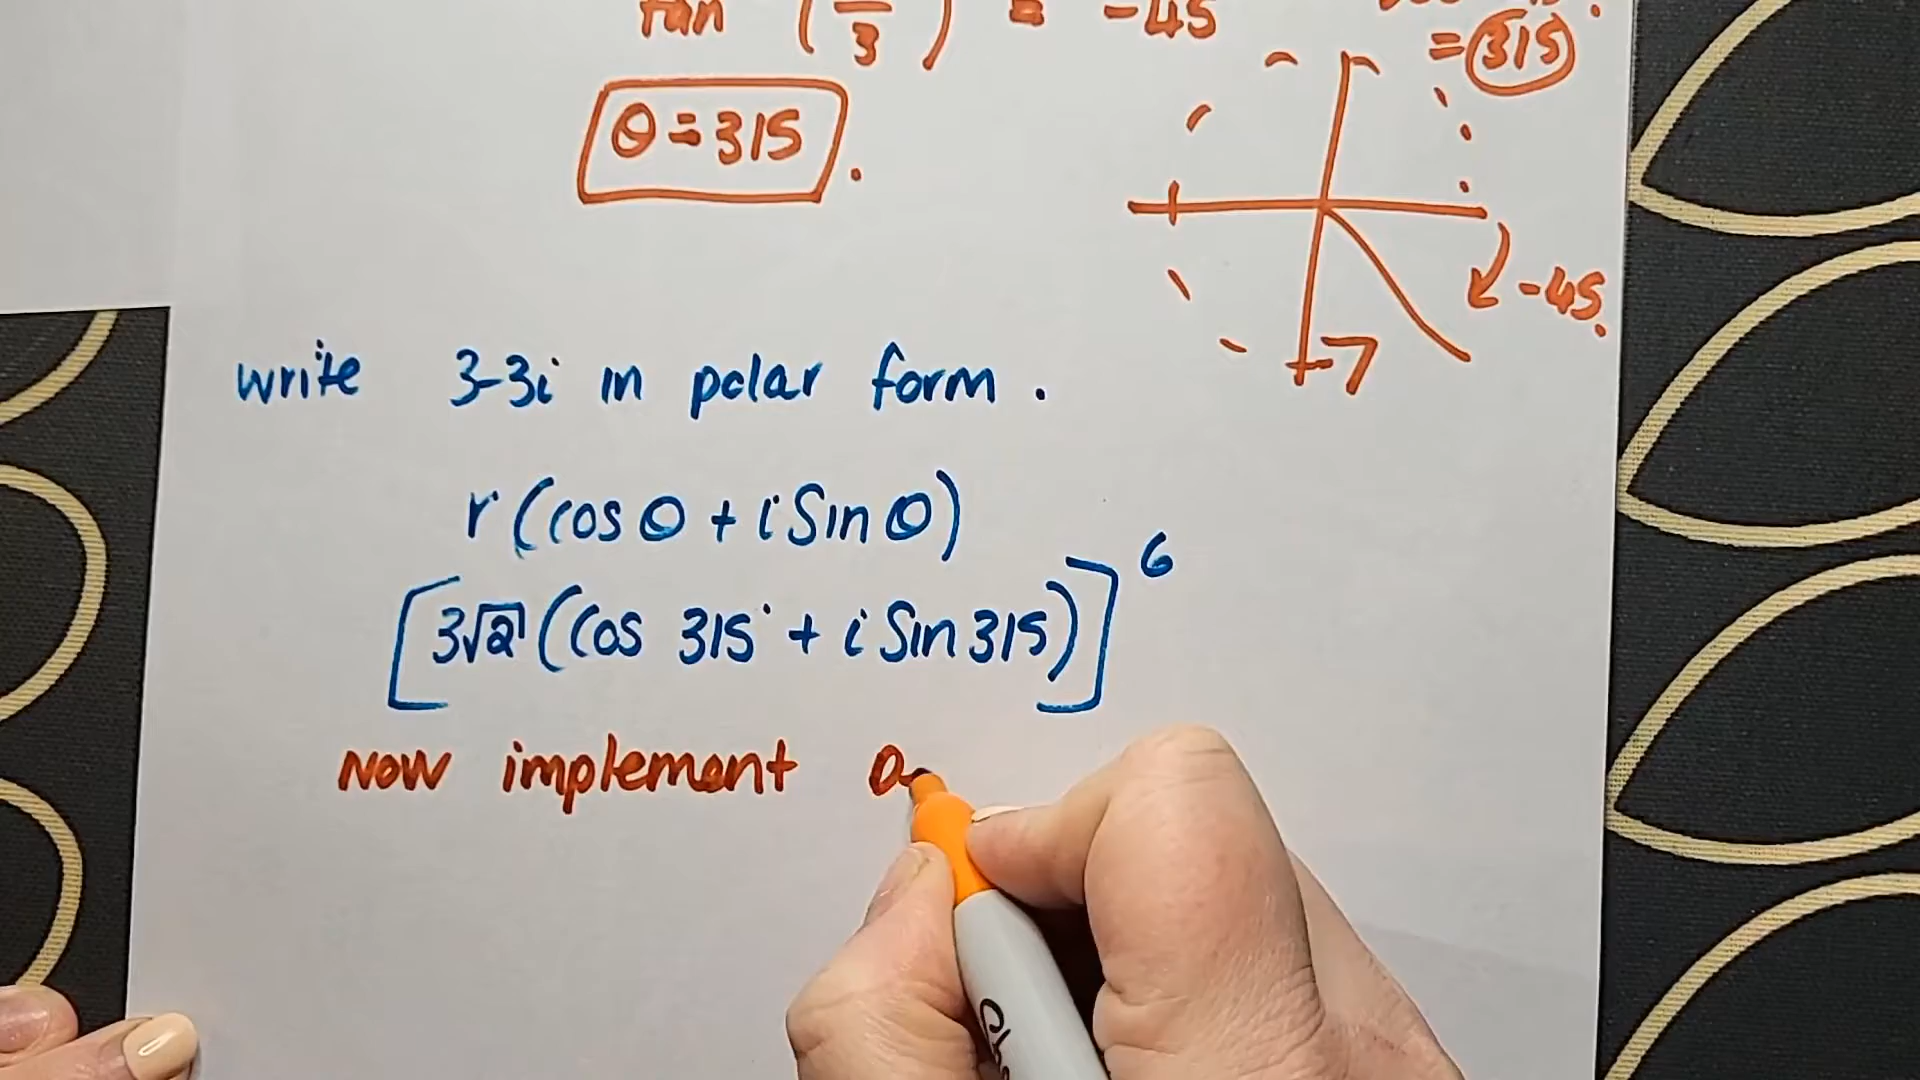 tan (—/3) = -45
= 315
θ = 315.
-45.
-7
write 3-3i in polar form.
r(cos θ + i Sin θ)
[3√2 (Cos 315° + i Sin 315)]^6
Now implement